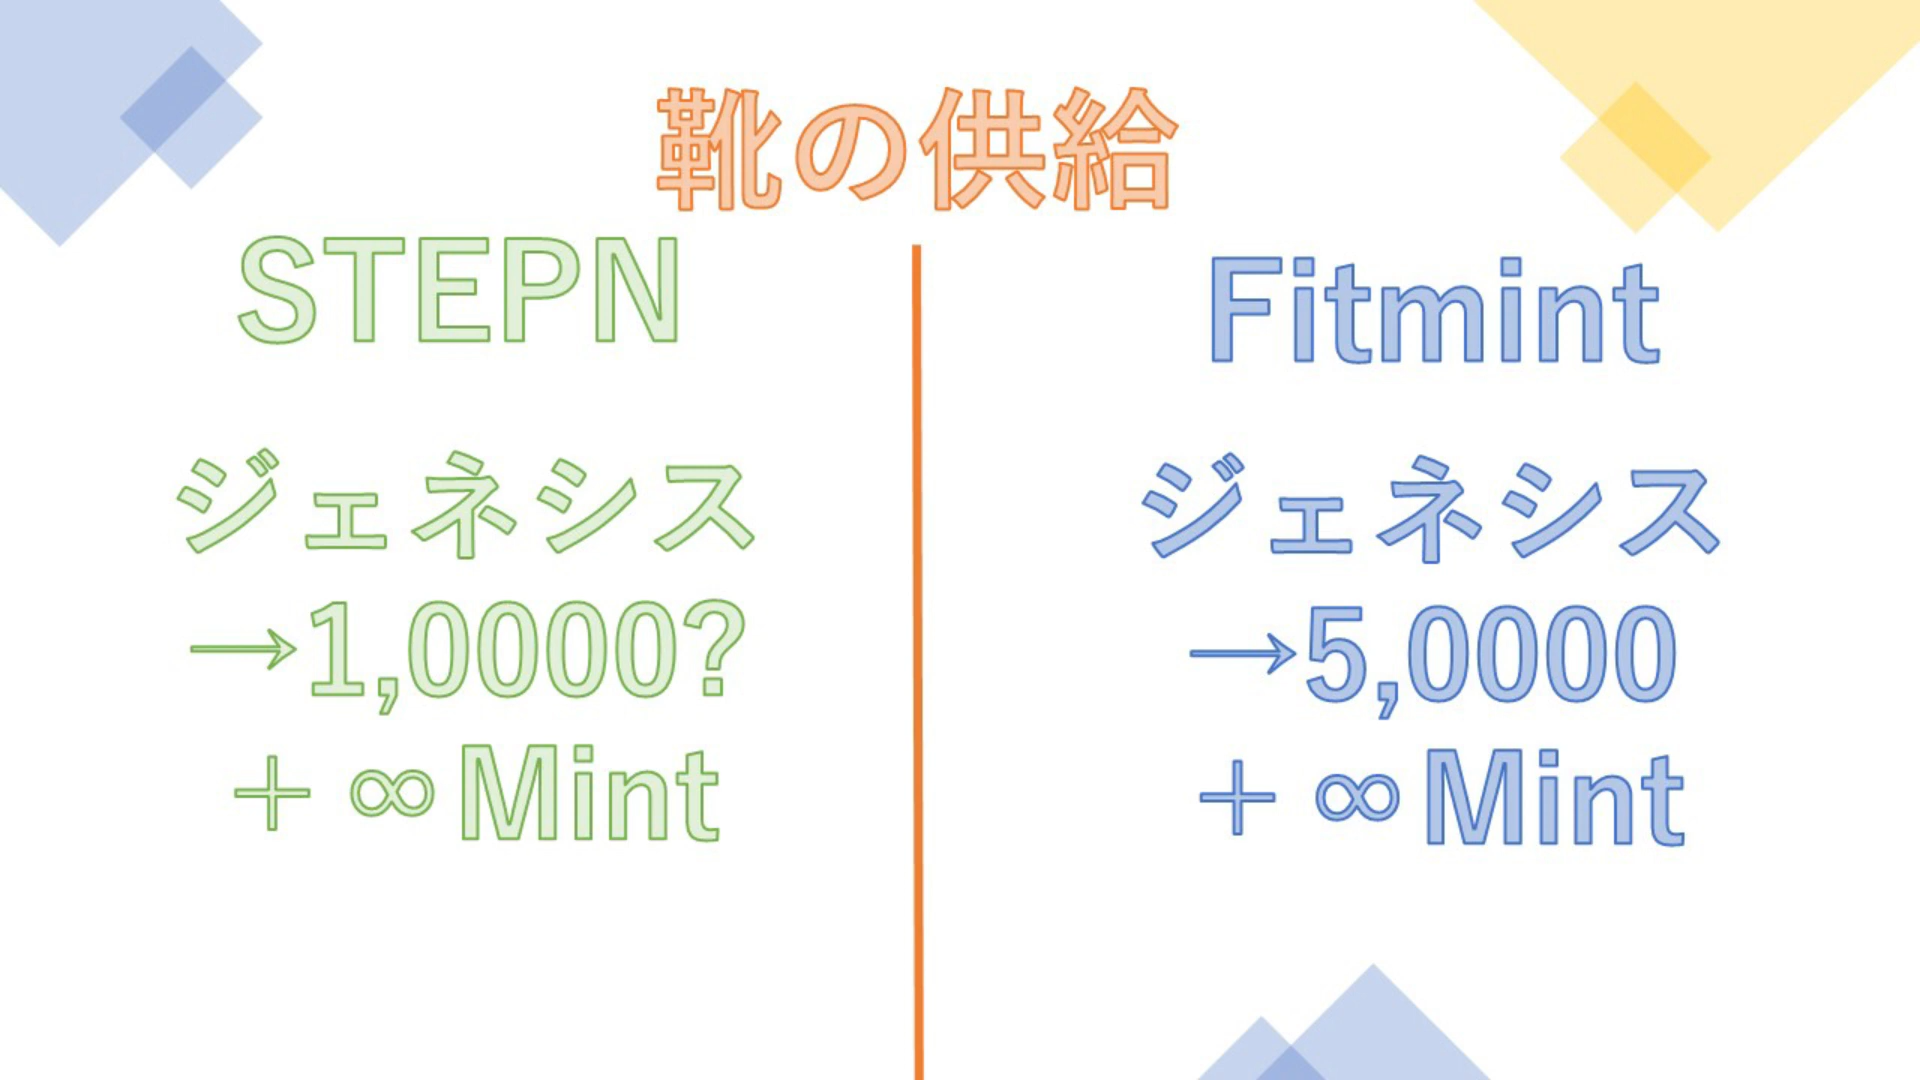 靴の供給
STEPN
ジェネシス
→1,0000?
+ ∞Mint
Fitmint
ジェネシス
→5,0000
+ ∞Mint